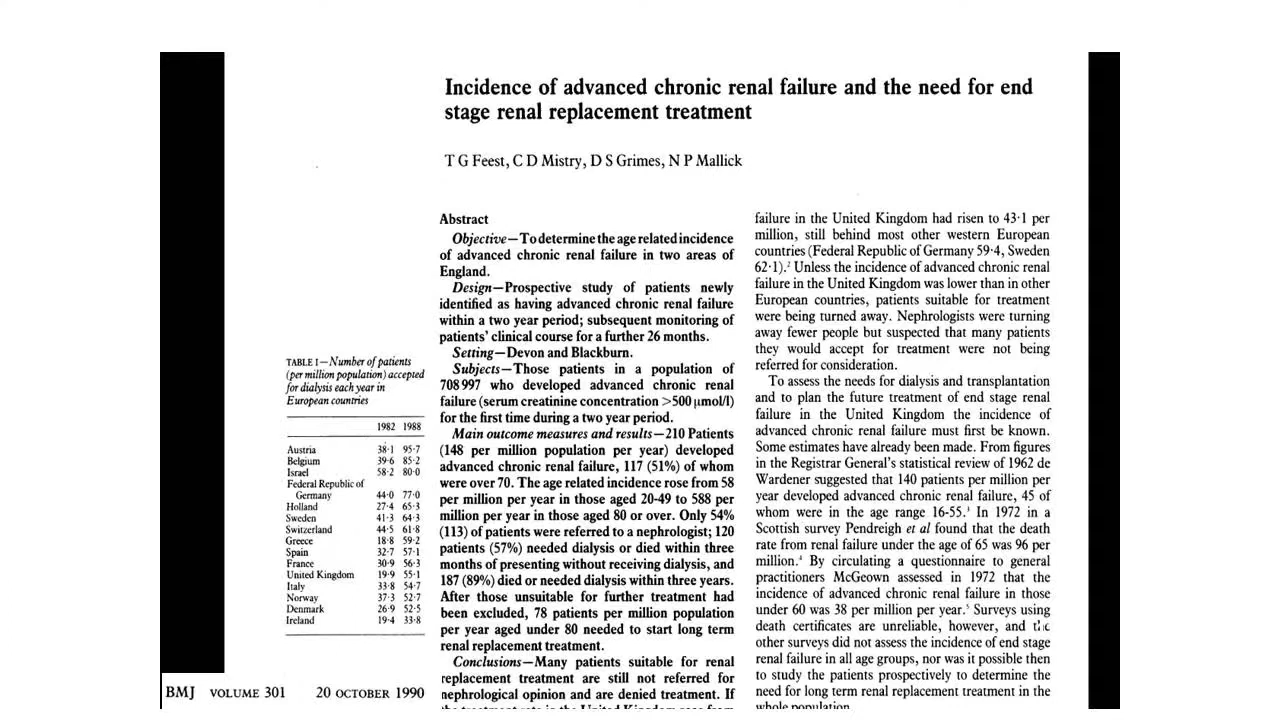 Incidence of advanced chronic renal failure and the need for end
stage renal replacement treatment
T G Feest, C D Mistry, D S Grimes, N P Mallick
Abstract
Objective—To determine the age related incidence
of advanced chronic renal failure in two areas of
England.
Design—Prospective study of patients newly
identified as having advanced chronic renal failure
within a two year period; subsequent monitoring of
patients' clinical course for a further 26 months.
Setting—Devon and Blackburn.
Subjects—Those patients in a population of
708 997 who developed advanced chronic renal
failure (serum creatinine concentration >500 μmol/l)
for the first time during a two year period.
Main outcome measures and results—210 Patients
(148 per million population per year) developed
advanced chronic renal failure, 117 (51%) of whom
were over 70. The age related incidence rose from 58
per million per year in those aged 20-49 to 588 per
million per year in those aged 80 or over. Only 54%
(113) of patients were referred to a nephrologist; 120
patients (57%) needed dialysis or died within three
months of presenting without receiving dialysis, and
187 (89%) died or needed dialysis within three years.
After those unsuitable for further treatment had
been excluded, 78 patients per million population
per year aged under 80 needed to start long term
renal replacement treatment.
Conclusions—Many patients suitable for renal
replacement treatment are still not referred for
nephrological opinion and are denied treatment. If
the treatment rate in the United Kingdom rose from
failure in the United Kingdom had risen to 43·1 per
million, still behind most other western European
countries (Federal Republic of Germany 59·4, Sweden
62·1).² Unless the incidence of advanced chronic renal
failure in the United Kingdom was lower than in other
European countries, patients suitable for treatment
were being turned away. Nephrologists were turning
away fewer people but suspected that many patients
they would accept for treatment were not being
referred for consideration.
To assess the needs for dialysis and transplantation
and to plan the future treatment of end stage renal
failure in the United Kingdom the incidence of
advanced chronic renal failure must first be known.
Some estimates have already been made. From figures
in the Registrar General's statistical review of 1962 de
Wardener suggested that 140 patients per million per
year developed advanced chronic renal failure, 45 of
whom were in the age range 16-55.³ In 1972 in a
Scottish survey Pendreigh et al found that the death
rate from renal failure under the age of 65 was 96 per
million.⁴ By circulating a questionnaire to general
practitioners McGeown assessed in 1972 that the
incidence of advanced chronic renal failure in those
under 60 was 38 per million per year.⁵ Surveys using
death certificates are unreliable, however, and the
other surveys did not assess the incidence of end stage
renal failure in all age groups, nor was it possible then
to study the patients prospectively to determine the
need for long term renal replacement treatment in the
whole population.
TABLE I—Number of patients
(per million population) accepted
for dialysis each year in
European countries
1982 1988
Austria 38·1 95·7
Belgium 39·6 85·2
Israel 58·2 80·0
Federal Republic of
Germany 44·0 77·0
Holland 27·4 65·3
Sweden 41·3 64·3
Switzerland 44·5 61·8
Greece 18·8 59·2
Spain 32·7 57·1
France 30·9 56·3
United Kingdom 19·9 55·1
Italy 33·8 54·7
Norway 37·3 52·7
Denmark 26·9 52·5
Ireland 19·4 33·8
BMJ VOLUME 301 20 OCTOBER 1990